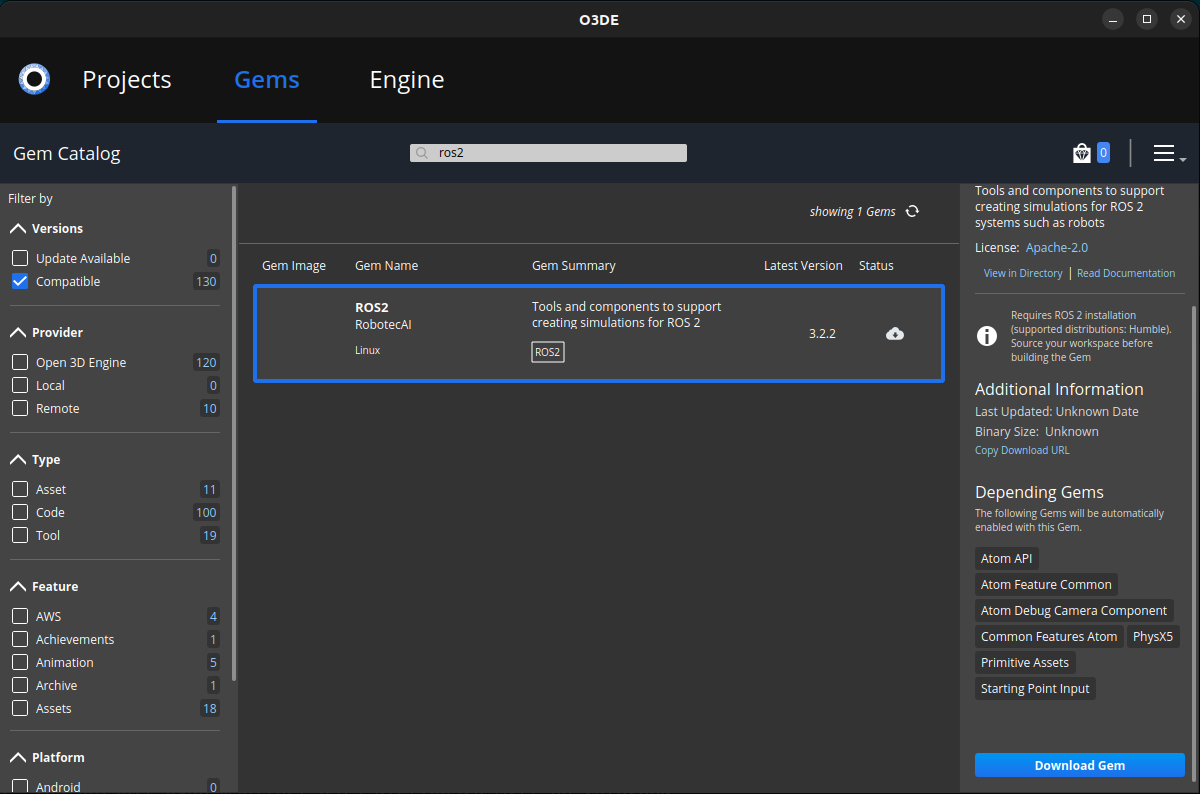 O3DE
Projects
Gems
Engine
Gem Catalog
ros2
0
Filter by
Versions
Update Available 0
Compatible 130
Provider
Open 3D Engine 120
Local 0
Remote 10
Type
Asset 11
Code 100
Tool 19
Feature
AWS 4
Achievements 1
Animation 5
Archive 1
Assets 18
Platform
Android 0
showing 1 Gems
Gem Image Gem Name Gem Summary Latest Version Status
ROS2
RobotecAI
Linux
Tools and components to support
creating simulations for ROS 2
ROS2
3.2.2
Tools and components to support
creating simulations for ROS 2
systems such as robots
License: Apache-2.0
View in Directory | Read Documentation
Requires ROS 2 installation
(supported distributions: Humble).
Source your workspace before
building the Gem
Additional Information
Last Updated: Unknown Date
Binary Size: Unknown
Copy Download URL
Depending Gems
The following Gems will be automatically
enabled with this Gem.
Atom API
Atom Feature Common
Atom Debug Camera Component
Common Features Atom PhysX5
Primitive Assets
Starting Point Input
Download Gem